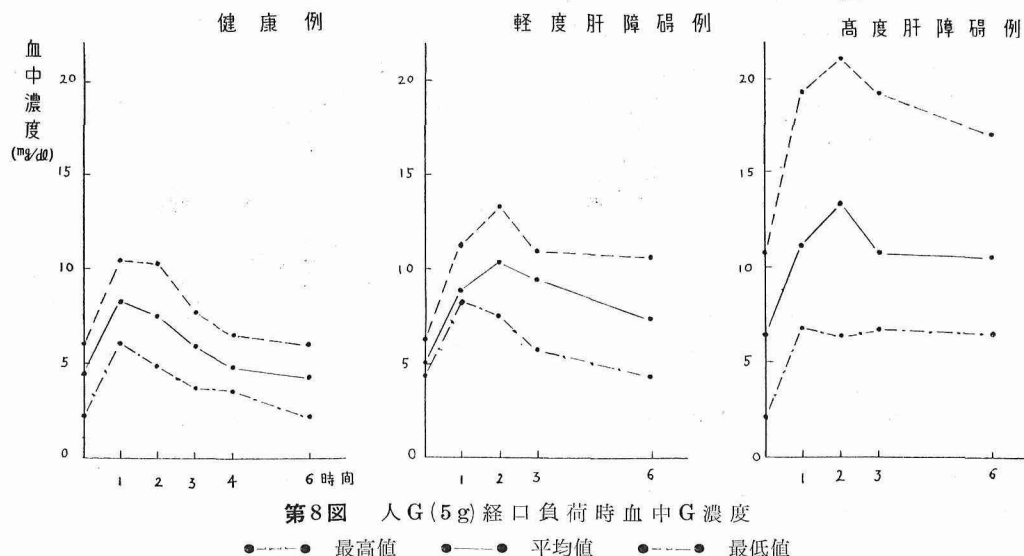 健康例
軽度肝障碍例
高度肝障碍例
血中濃度
(mg/dl)
20
15
10
5
0
1 2 3 4 6時間
20
15
10
5
0
1 2 3 6
20
15
10
5
0
1 2 3 6
第8図 人G(5g)経口負荷時血中G濃度
最高値 平均値 最低値